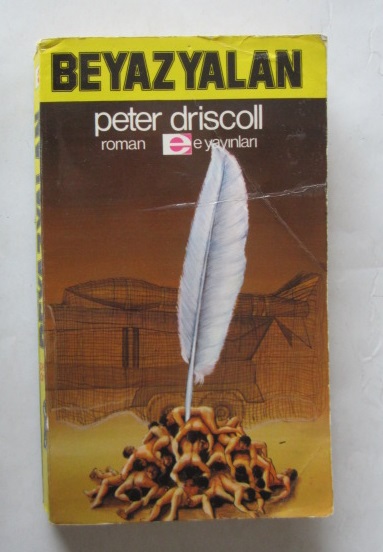 BEYAZ YALAN
peter driscoll
roman e e yayınları